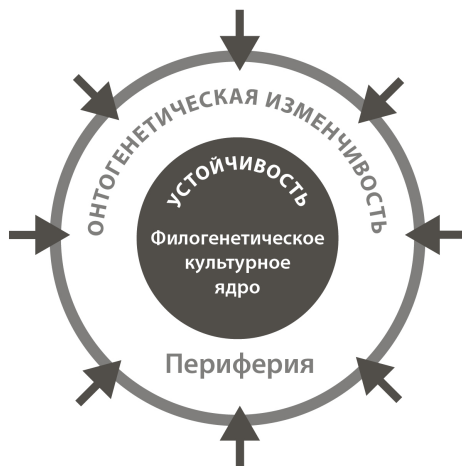 ОНТОГЕНЕТИЧЕСКАЯ ИЗМЕНЧИВОСТЬ
УСТОЙЧИВОСТЬ
Филогенетическое
культурное
ядро
Периферия